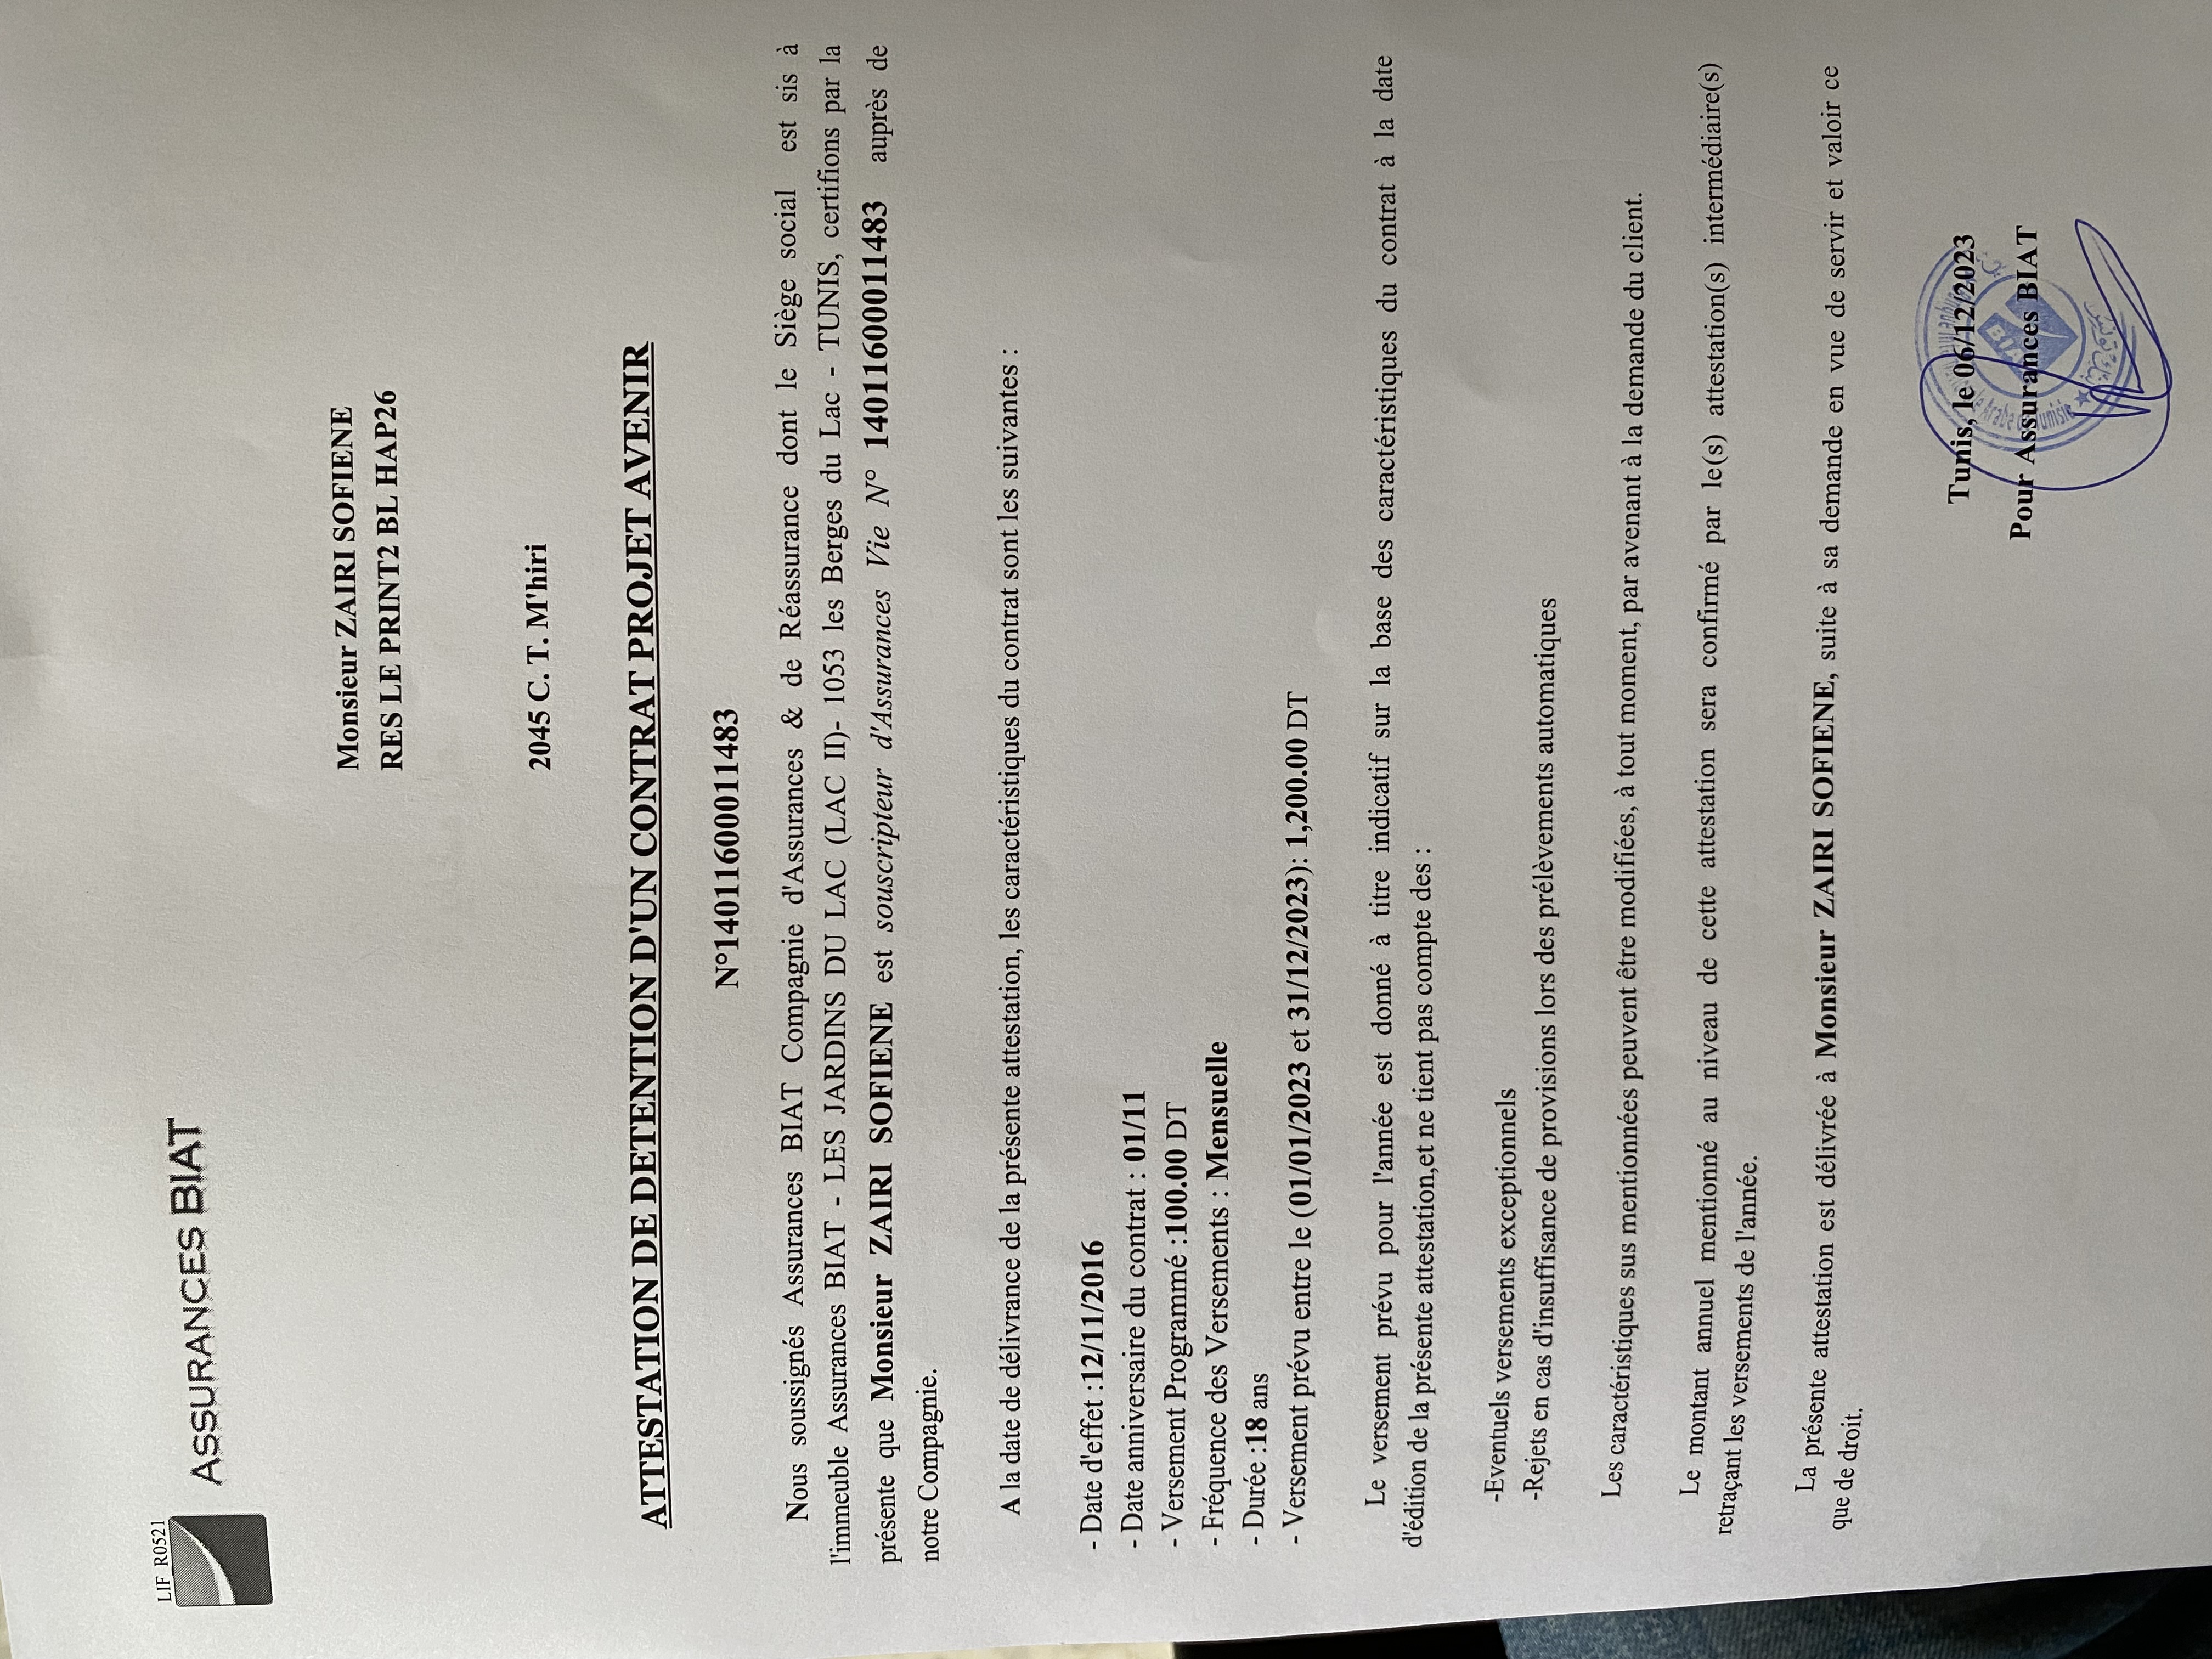 LIF_R0521
ASSURANCES BIAT
Monsieur ZAIRI SOFIENE
RES LE PRINT2 BL HAP26
2045 C. T. M'hiri
ATTESTATION DE DETENTION D'UN CONTRAT PROJET AVENIR
N°14011600011483
Nous soussignés Assurances BIAT Compagnie d'Assurances & de Réassurance dont le Siège social est sis à
l'immeuble Assurances BIAT - LES JARDINS DU LAC (LAC II)- 1053 les Berges du Lac - TUNIS, certifions par la
présente que Monsieur ZAIRI SOFIENE est souscripteur d'Assurances Vie N° 14011600011483 auprès de
notre Compagnie.
A la date de délivrance de la présente attestation, les caractéristiques du contrat sont les suivantes :
- Date d'effet :12/11/2016
- Date anniversaire du contrat : 01/11
- Versement Programmé :100.00 DT
- Fréquence des Versements : Mensuelle
- Durée :18 ans
- Versement prévu entre le (01/01/2023 et 31/12/2023): 1,200.00 DT
Le versement prévu pour l'année est donné à titre indicatif sur la base des caractéristiques du contrat à la date
d'édition de la présente attestation,et ne tient pas compte des :
-Eventuels versements exceptionnels
-Rejets en cas d'insuffisance de provisions lors des prélèvements automatiques
Les caractéristiques sus mentionnées peuvent être modifiées, à tout moment, par avenant à la demande du client.
Le montant annuel mentionné au niveau de cette attestation sera confirmé par le(s) attestation(s) intermédiaire(s)
retraçant les versements de l'année.
La présente attestation est délivrée à Monsieur ZAIRI SOFIENE, suite à sa demande en vue de servir et valoir ce
que de droit.
Tunis, le 06/12/2023
Pour Assurances BIAT